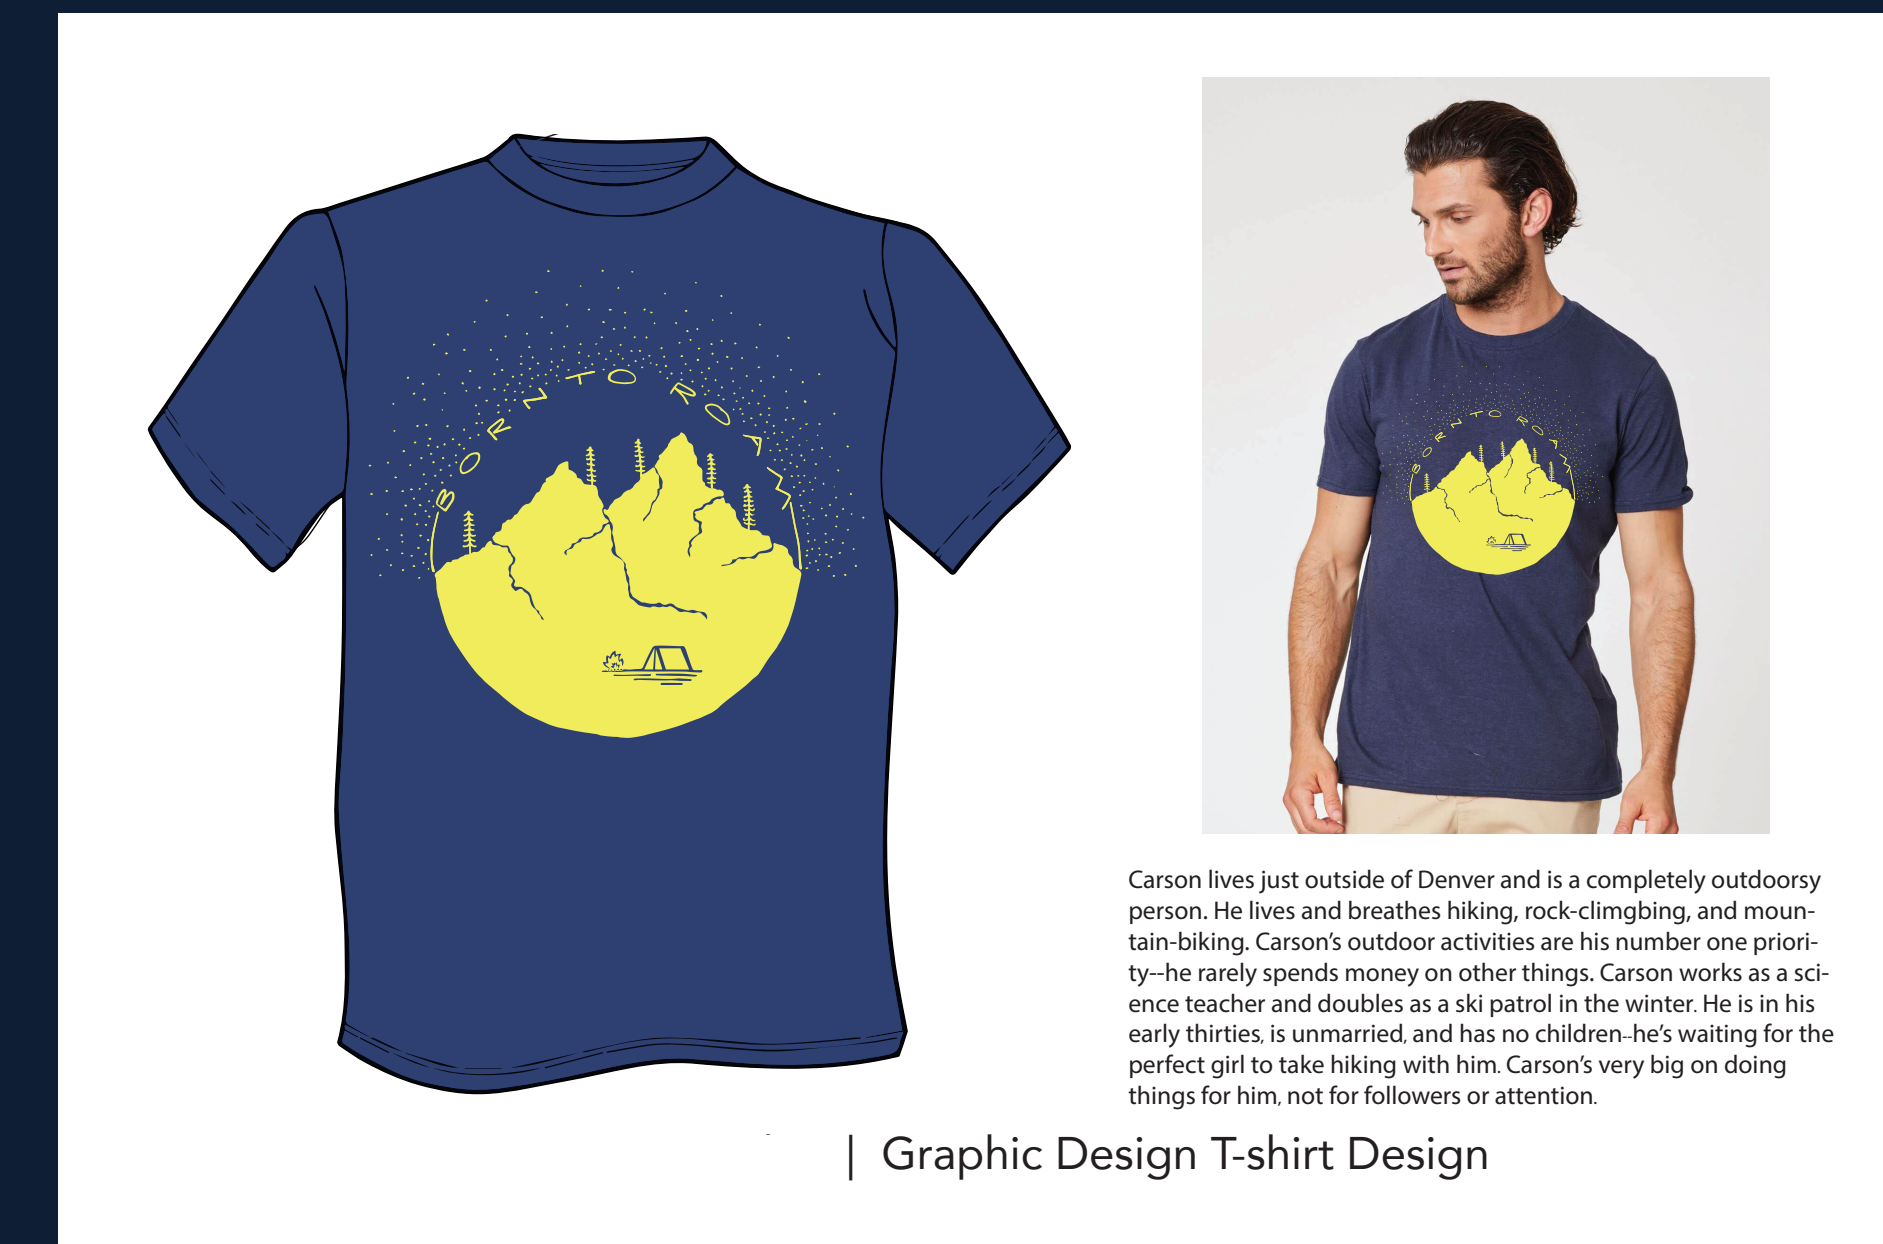 BORN TO ROAM
BORN TO ROAM
Carson lives just outside of Denver and is a completely outdoorsy
person. He lives and breathes hiking, rock-climgbing, and moun-
tain-biking. Carson's outdoor activities are his number one priori-
ty--he rarely spends money on other things. Carson works as a sci-
ence teacher and doubles as a ski patrol in the winter. He is in his
early thirties, is unmarried, and has no children--he's waiting for the
perfect girl to take hiking with him. Carson's very big on doing
things for him, not for followers or attention.
| Graphic Design T-shirt Design